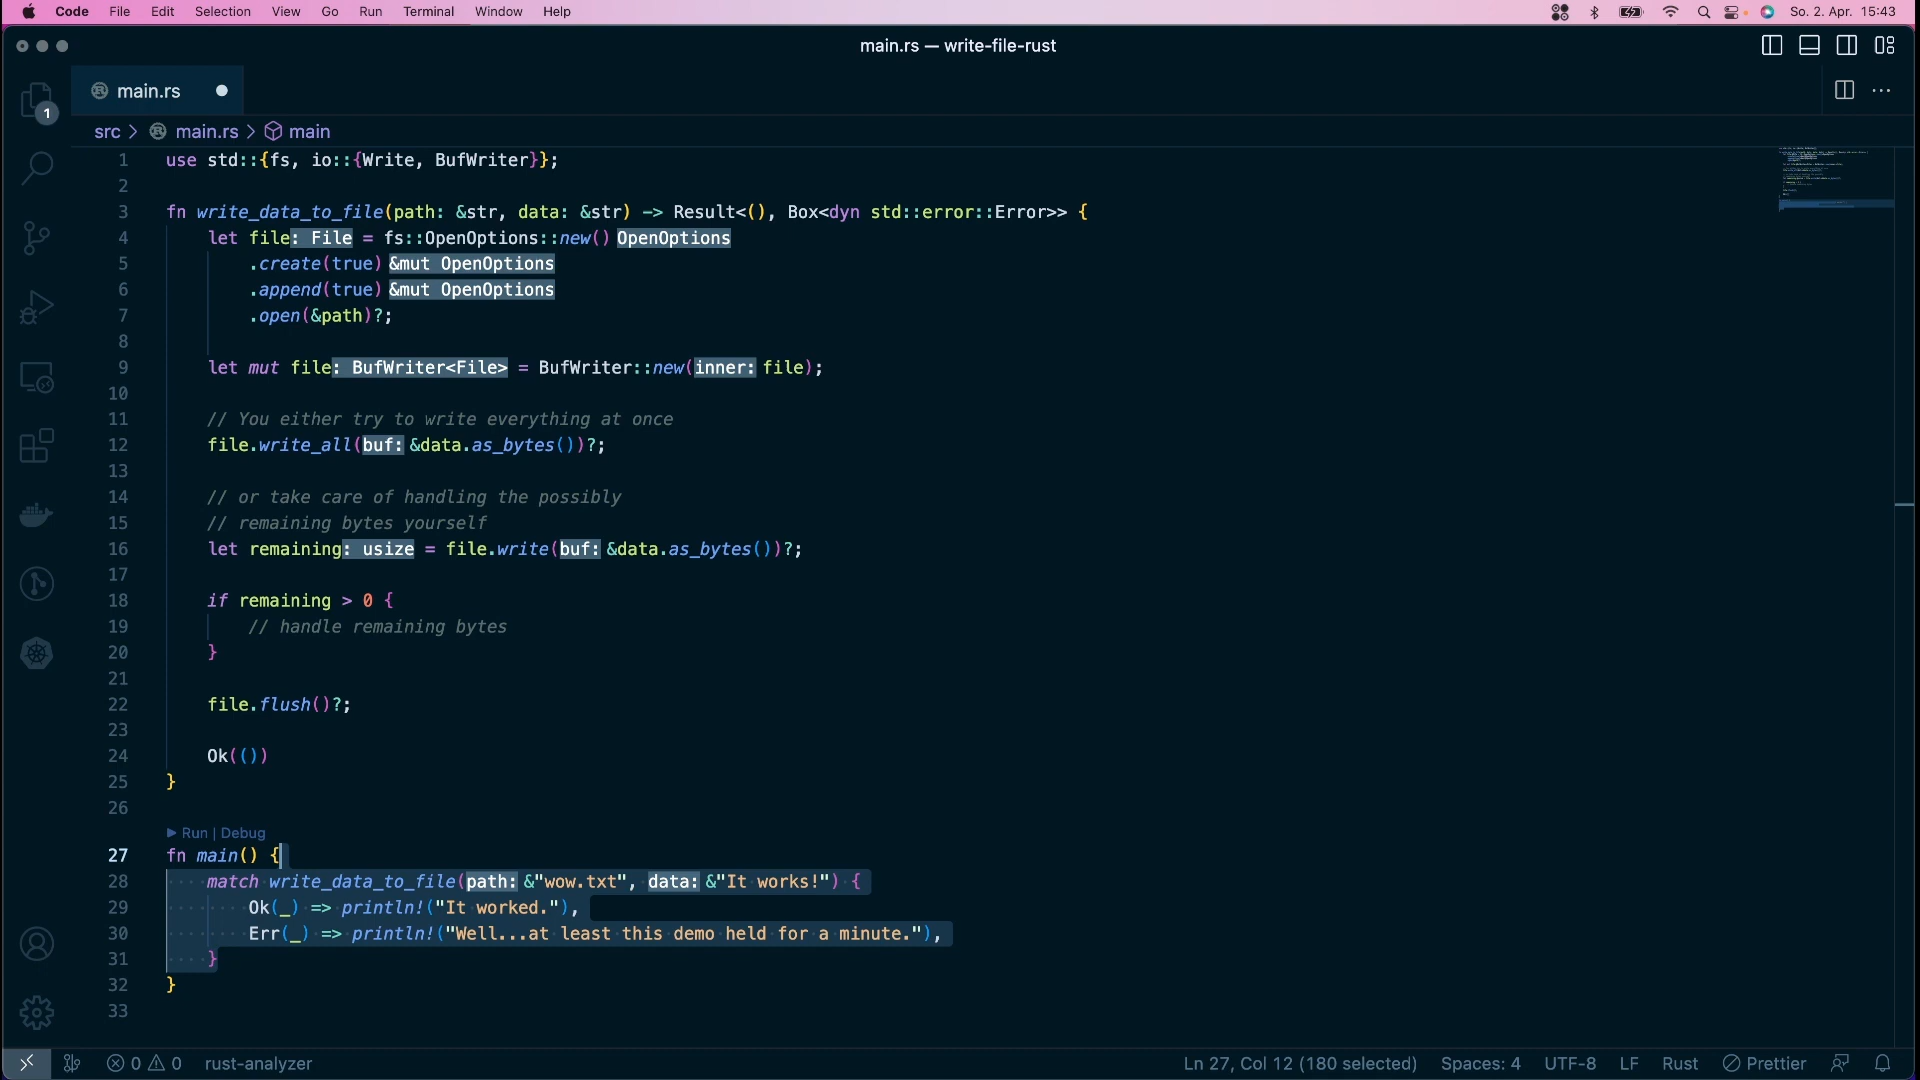 Code File Edit Selection View Go Run Terminal Window Help So. 2. Apr. 15:43
main.rs — write-file-rust
main.rs
1
src > main.rs > main
1 use std::{fs, io::{Write, BufWriter}};
2
3 fn write_data_to_file(path: &str, data: &str) -> Result<(), Box<dyn std::error::Error>> {
4 let file: File = fs::OpenOptions::new() OpenOptions
5 .create(true) &mut OpenOptions
6 .append(true) &mut OpenOptions
7 .open(&path)?;
8
9 let mut file: BufWriter<File> = BufWriter::new(inner: file);
10
11 // You either try to write everything at once
12 file.write_all(buf: &data.as_bytes())?;
13
14 // or take care of handling the possibly
15 // remaining bytes yourself
16 let remaining: usize = file.write(buf: &data.as_bytes())?;
17
18 if remaining > 0 {
19 // handle remaining bytes
20 }
21
22 file.flush()?;
23
24 Ok(())
25 }
26
Run | Debug
27 fn main() {
28 match write_data_to_file(path: &"wow.txt", data: &"It works!") {
29 Ok(_) => println!("It worked."),
30 Err(_) => println!("Well...at least this demo held for a minute."),
31 }
32 }
33
0 0 rust-analyzer Ln 27, Col 12 (180 selected) Spaces: 4 UTF-8 LF Rust Prettier